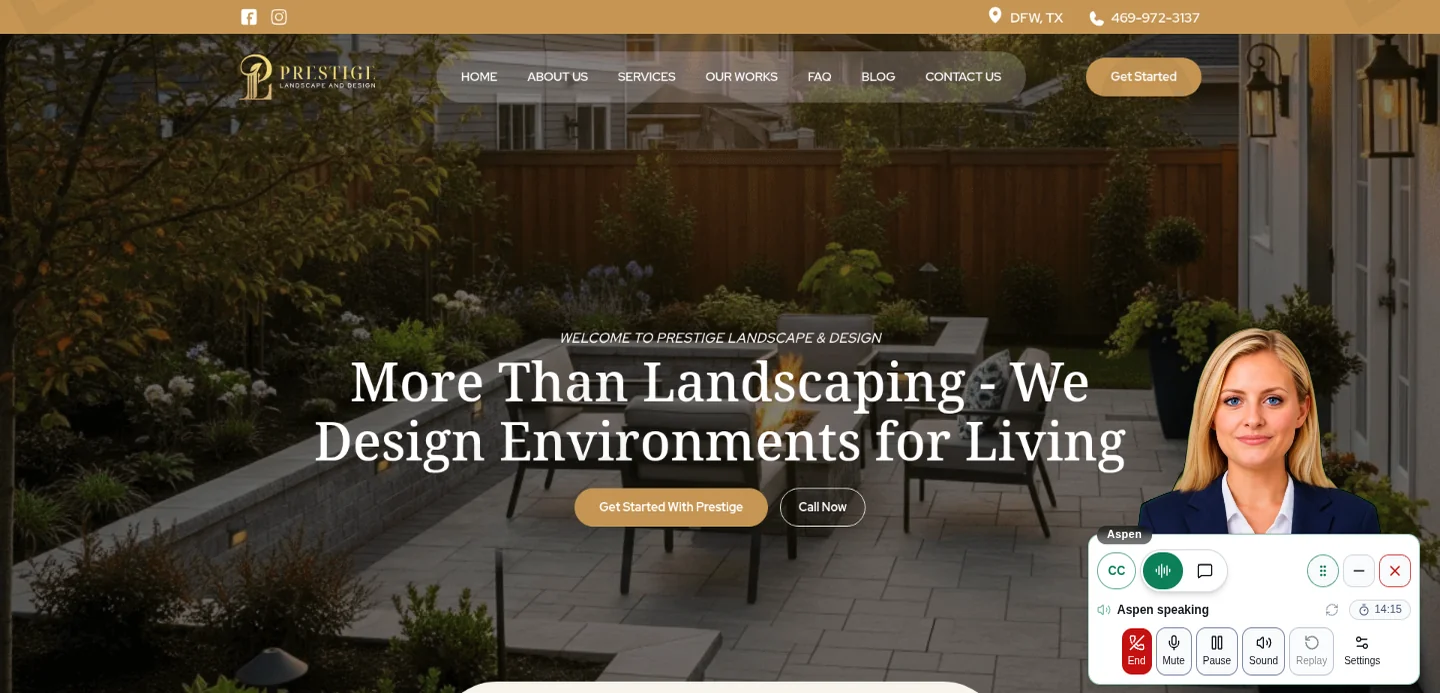 DFW, TX
469-972-3137
PRESTIGE
LANDSCAPE AND DESIGN
HOME
ABOUT US
SERVICES
OUR WORKS
FAQ
BLOG
CONTACT US
Get Started
WELCOME TO PRESTIGE LANDSCAPE & DESIGN
More Than Landscaping - We
Design Environments for Living
Get Started With Prestige
Call Now
Aspen
CC
Aspen speaking
14:15
End
Mute
Pause
Sound
Replay
Settings